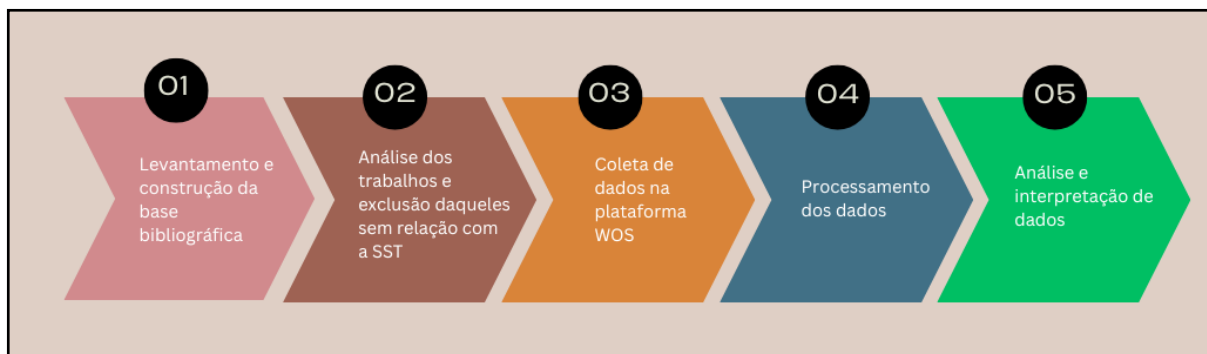 01
Levantamento e
construção da
base
bibliográfica
02
Análise dos
trabalhos e
exclusão daqueles
sem relação com
a SST
03
Coleta de
dados na
plataforma
WOS
04
Processamento
dos dados
05
Análise e
interpretação de
dados